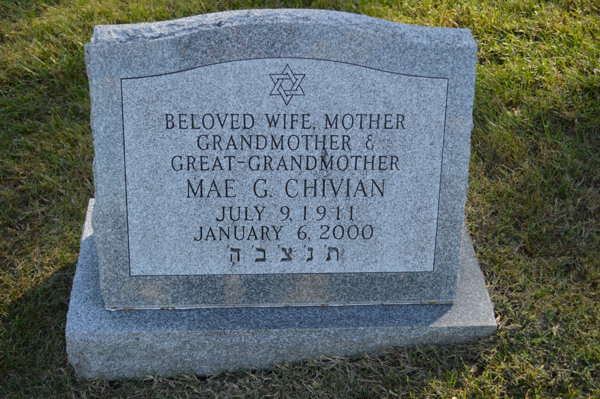 BELOVED WIFE, MOTHER
GRANDMOTHER &
GREAT-GRANDMOTHER
MAE G. CHIVIAN
JULY 9, 1911
JANUARY 6, 2000
ת נ צ ב ה